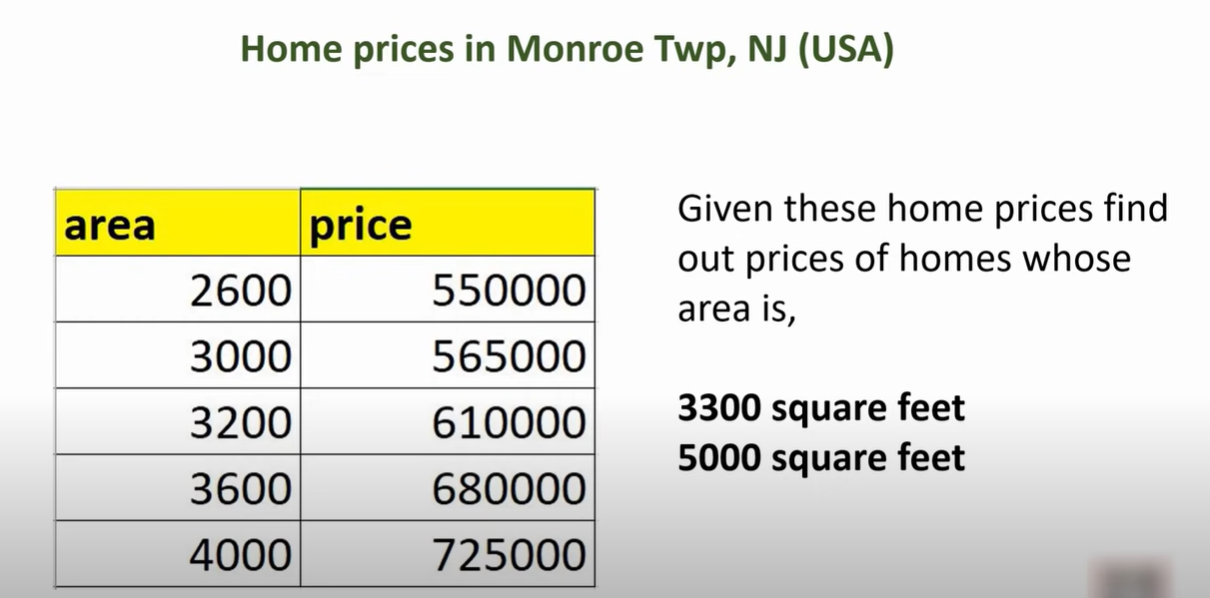 Home prices in Monroe Twp, NJ (USA)
area price
2600 550000
3000 565000
3200 610000
3600 680000
4000 725000
Given these home prices find
out prices of homes whose
area is,
3300 square feet
5000 square feet